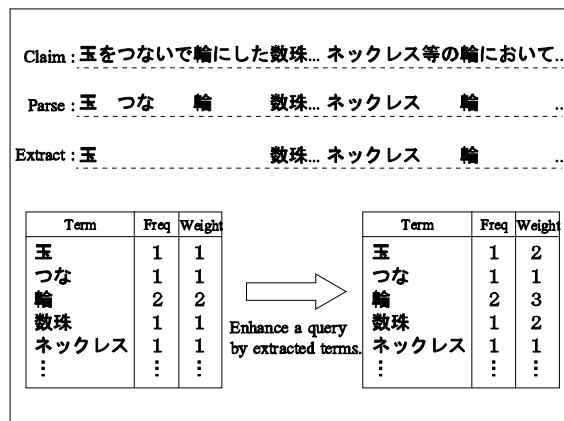 Claim : 玉をつないで輪にした数珠... ネックレス等の輪において..
Parse : 玉 つな 輪 数珠... ネックレス 輪 ..
Extract : 玉 数珠... ネックレス 輪 ..
Term Freq Weight
玉 1 1
つな 1 1
輪 2 2
数珠 1 1
ネックレス 1 1
⋮ ⋮ ⋮
Enhance a query
by extracted terms.
Term Freq Weight
玉 1 2
つな 1 1
輪 2 3
数珠 1 2
ネックレス 1 1
⋮ ⋮ ⋮